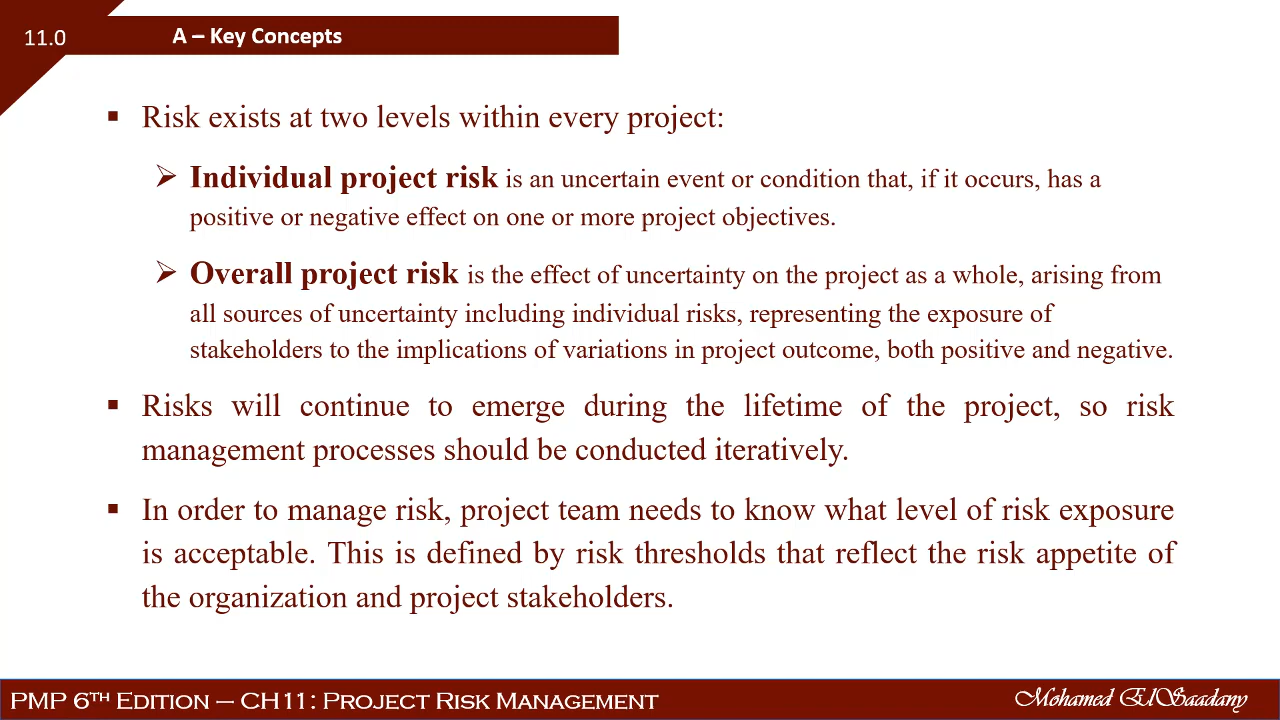 11.0
A – Key Concepts
▪ Risk exists at two levels within every project:
➢ Individual project risk is an uncertain event or condition that, if it occurs, has a
positive or negative effect on one or more project objectives.
➢ Overall project risk is the effect of uncertainty on the project as a whole, arising from
all sources of uncertainty including individual risks, representing the exposure of
stakeholders to the implications of variations in project outcome, both positive and negative.
▪ Risks will continue to emerge during the lifetime of the project, so risk
management processes should be conducted iteratively.
▪ In order to manage risk, project team needs to know what level of risk exposure
is acceptable. This is defined by risk thresholds that reflect the risk appetite of
the organization and project stakeholders.
PMP 6TH Edition – CH11: Project Risk Management
Mohamed ElSaadany